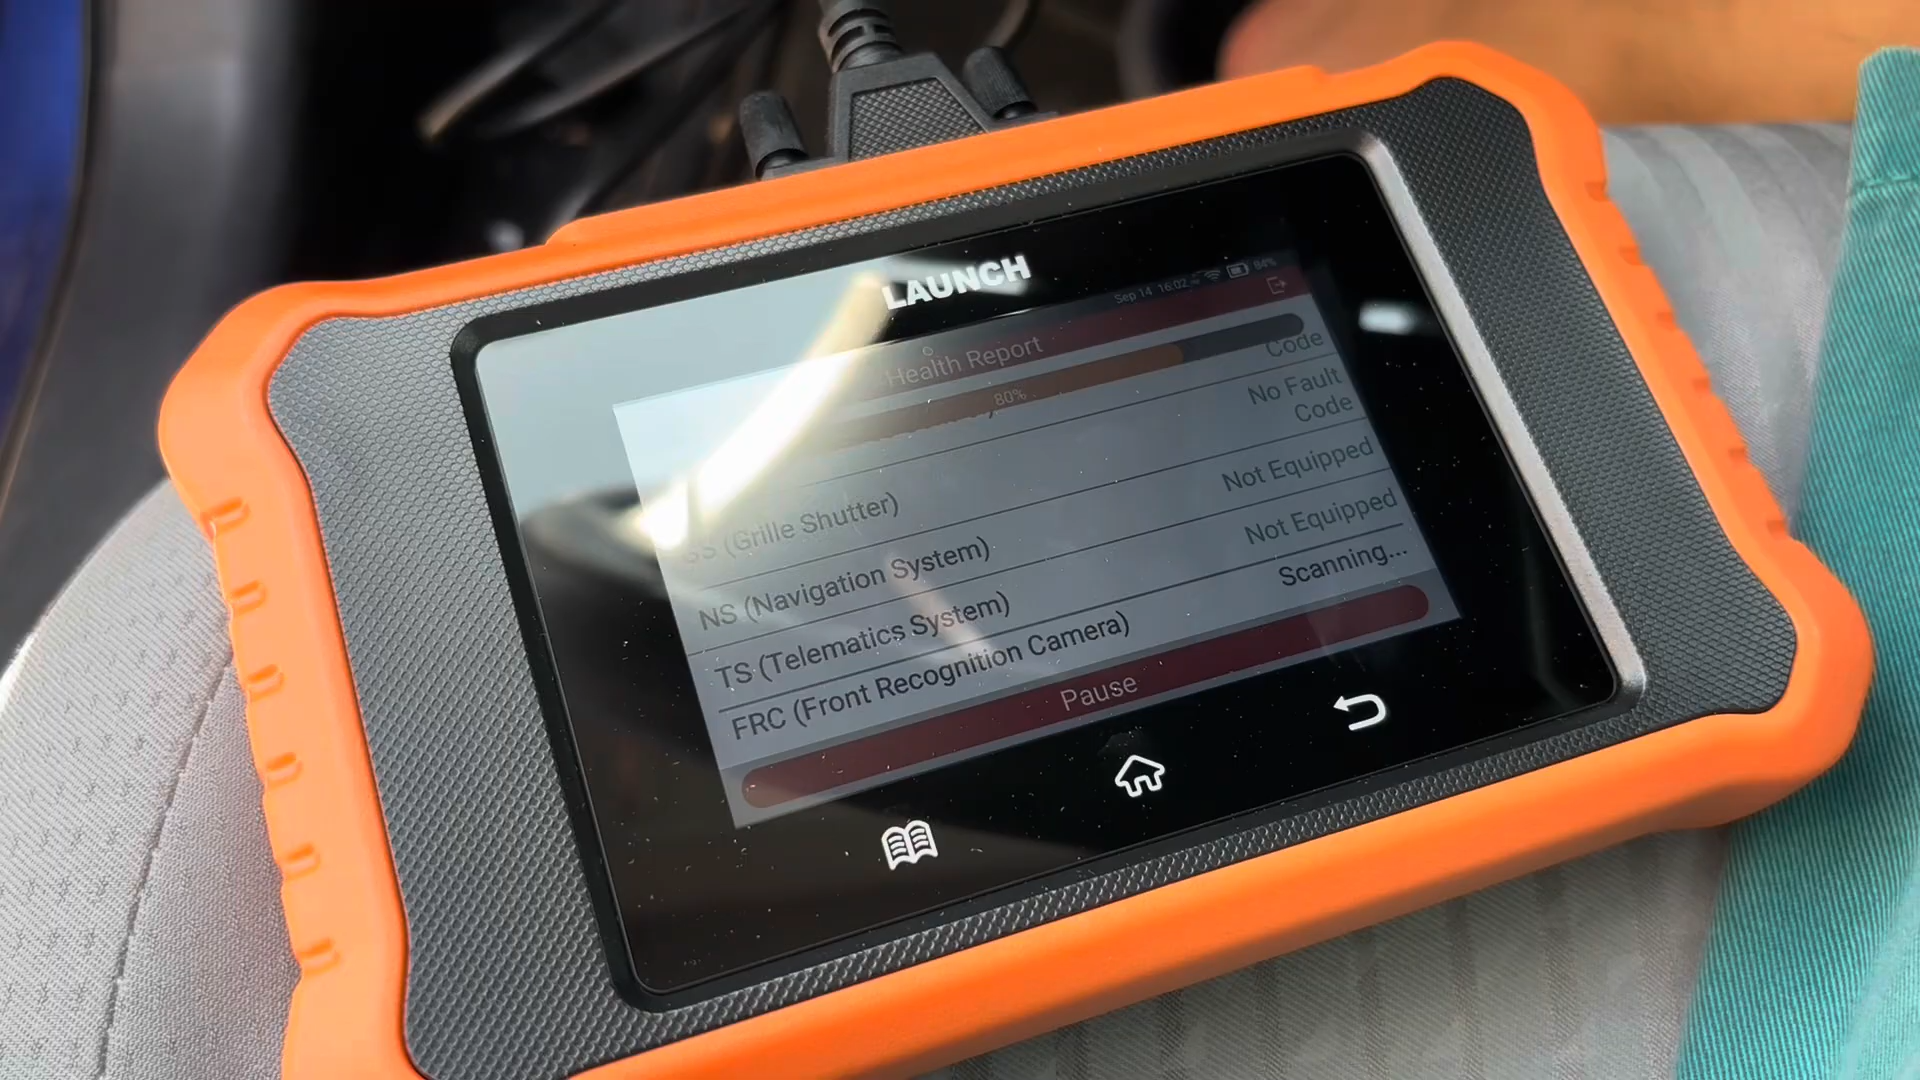 LAUNCH
Sep 14 16:02 84%
Health Report
80%
Code
No Fault
Code
(Grille Shutter)
Not Equipped
NS (Navigation System)
Not Equipped
TS (Telematics System)
Scanning...
FRC (Front Recognition Camera)
Pause